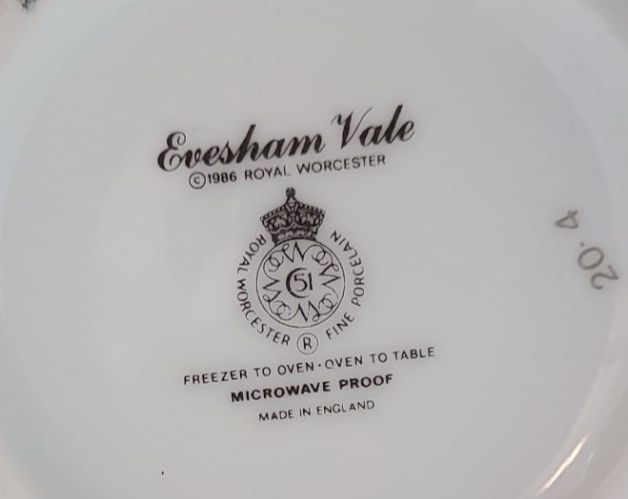 Evesham Vale
©1986 ROYAL WORCESTER
ROYAL WORCESTER ® FINE PORCELAIN
C 51
FREEZER TO OVEN · OVEN TO TABLE
MICROWAVE PROOF
MADE IN ENGLAND
20·4